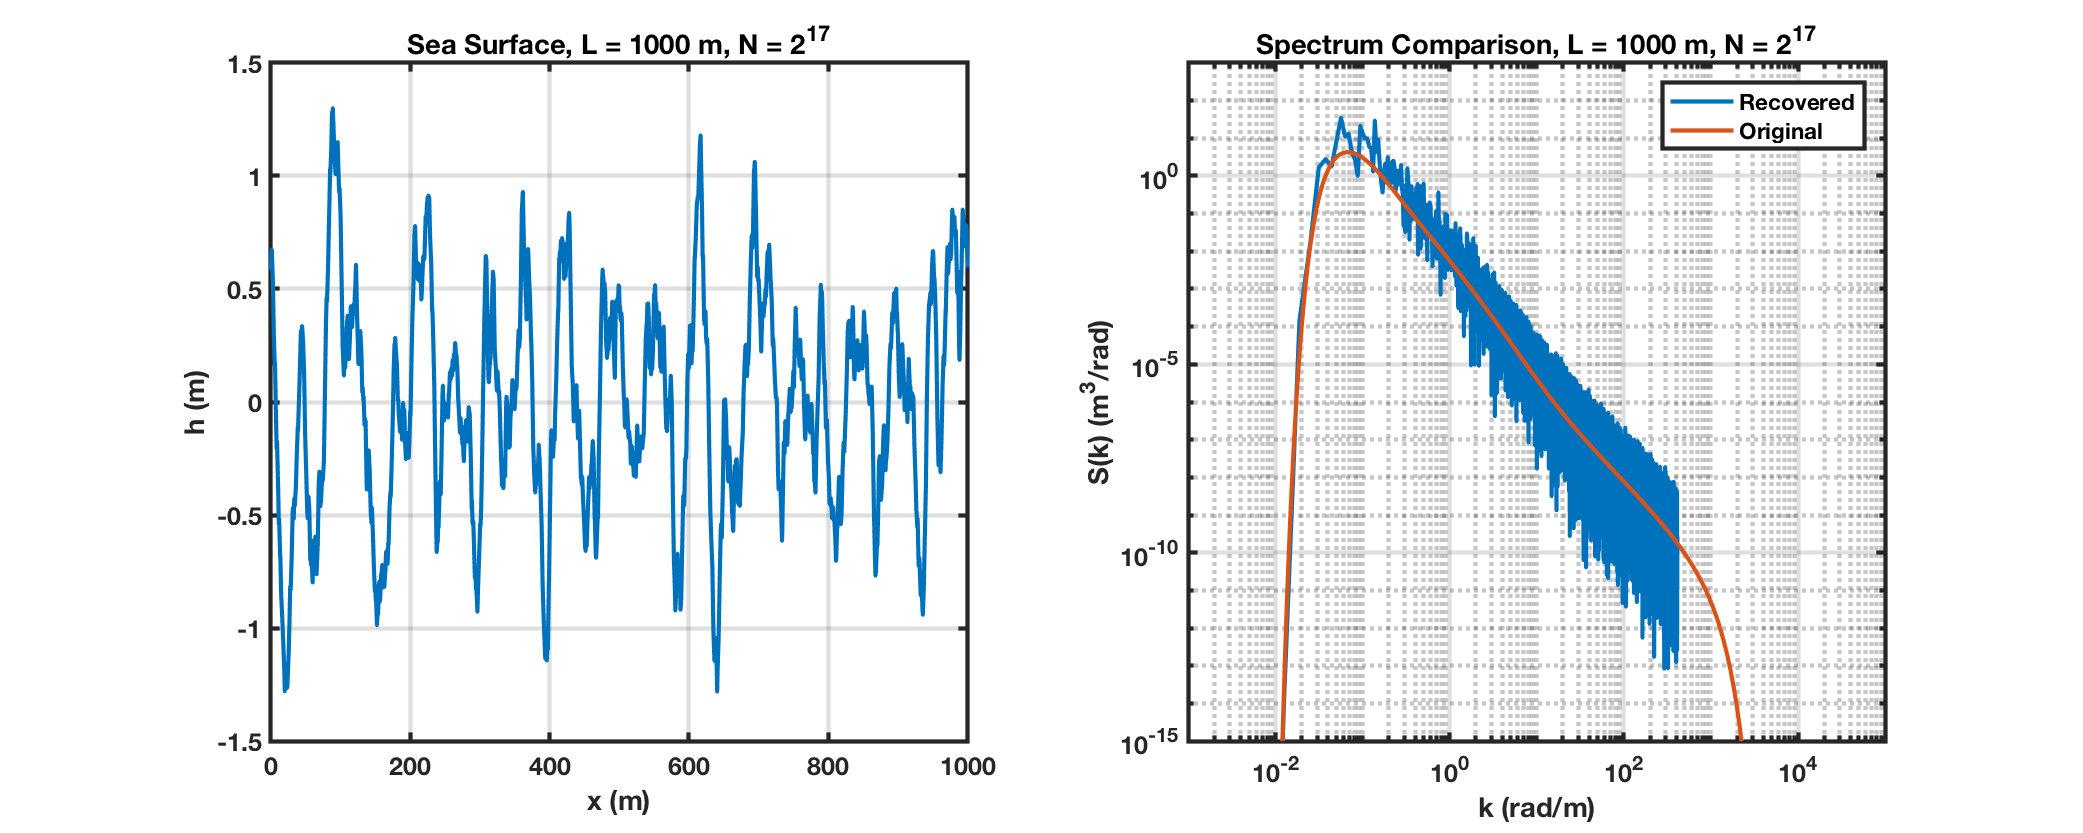 Sea Surface, L = 1000 m, N = 2^17
1.5
1
0.5
0
-0.5
-1
-1.5
h (m)
0 200 400 600 800 1000
x (m)
Spectrum Comparison, L = 1000 m, N = 2^17
Recovered
Original
10^0
10^-5
10^-10
10^-15
S(k) (m^3/rad)
10^-2 10^0 10^2 10^4
k (rad/m)